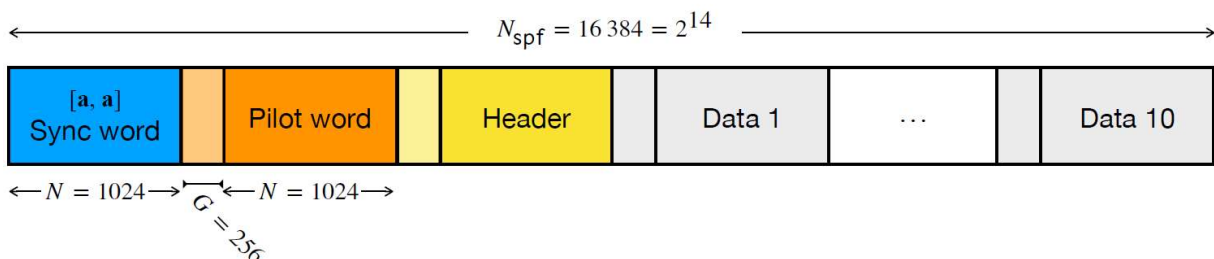 N_spf = 16 384 = 2^14
[a, a]
Sync word
Pilot word
Header
Data 1
...
Data 10
N = 1024
G = 256
N = 1024